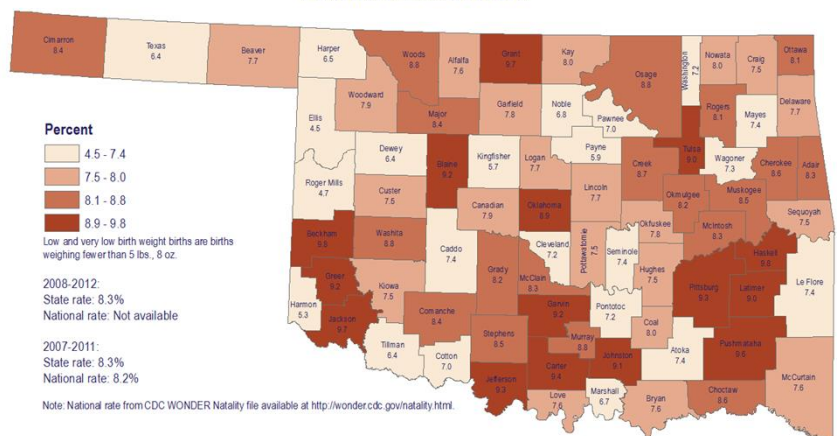 Cimarron
8.4
Texas
6.4
Beaver
7.7
Harper
6.5
Woods
8.8
Alfalfa
7.6
Grant
9.7
Kay
8.0
Osage
8.8
Washington
7.2
Nowata
8.0
Craig
7.5
Ottawa
8.1
Woodward
7.9
Ellis
4.5
Major
8.4
Garfield
7.8
Noble
6.8
Pawnee
7.0
Rogers
8.1
Mayes
7.4
Delaware
7.7
Dewey
6.4
Blaine
9.2
Kingfisher
5.7
Logan
7.7
Payne
5.9
Creek
8.7
Tulsa
9.0
Wagoner
7.3
Cherokee
8.6
Adair
8.3
Roger Mills
4.7
Custer
7.5
Canadian
7.9
Oklahoma
8.9
Lincoln
7.7
Okmulgee
8.2
Muskogee
8.5
Sequoyah
7.5
Beckham
Washita
8.8
Caddo
7.4
Grady
8.2
Cleveland
7.2
McClain
8.3
Pottawatomie
7.5
Seminole
7.4
Okfuskee
7.8
McIntosh
8.3
Haskell
Greer
9.2
Kiowa
7.5
Hughes
7.5
Pittsburg
9.3
Latimer
9.0
Le Flore
7.4
Harmon
5.3
Jackson
9.7
Comanche
8.4
Stephens
8.5
Garvin
9.2
Pontotoc
7.2
Coal
8.0
Tillman
6.4
Cotton
7.0
Jefferson
9.3
Carter
9.4
Murray
8.8
Johnston
9.1
Atoka
7.4
Pushmataha
McCurtain
7.6
Love
7.6
Marshall
6.7
Bryan
7.6
Choctaw
8.6
Percent
4.5 - 7.4
7.5 - 8.0
8.1 - 8.8
8.9 - 9.8
Low and very low birth weight births are births
weighing fewer than 5 lbs., 8 oz.
2008-2012:
State rate: 8.3%
National rate: Not available
2007-2011:
State rate: 8.3%
National rate: 8.2%
Note: National rate from CDC WONDER Natality file available at http://wonder.cdc.gov/natality.html.